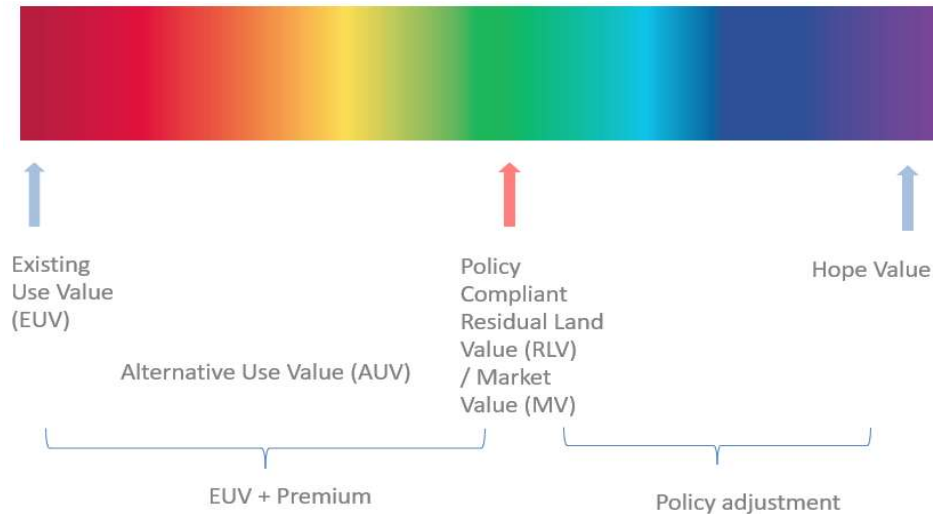 Existing
Use Value
(EUV)
Policy
Compliant
Residual Land
Value (RLV)
/ Market
Value (MV)
Hope Value
Alternative Use Value (AUV)
EUV + Premium
Policy adjustment